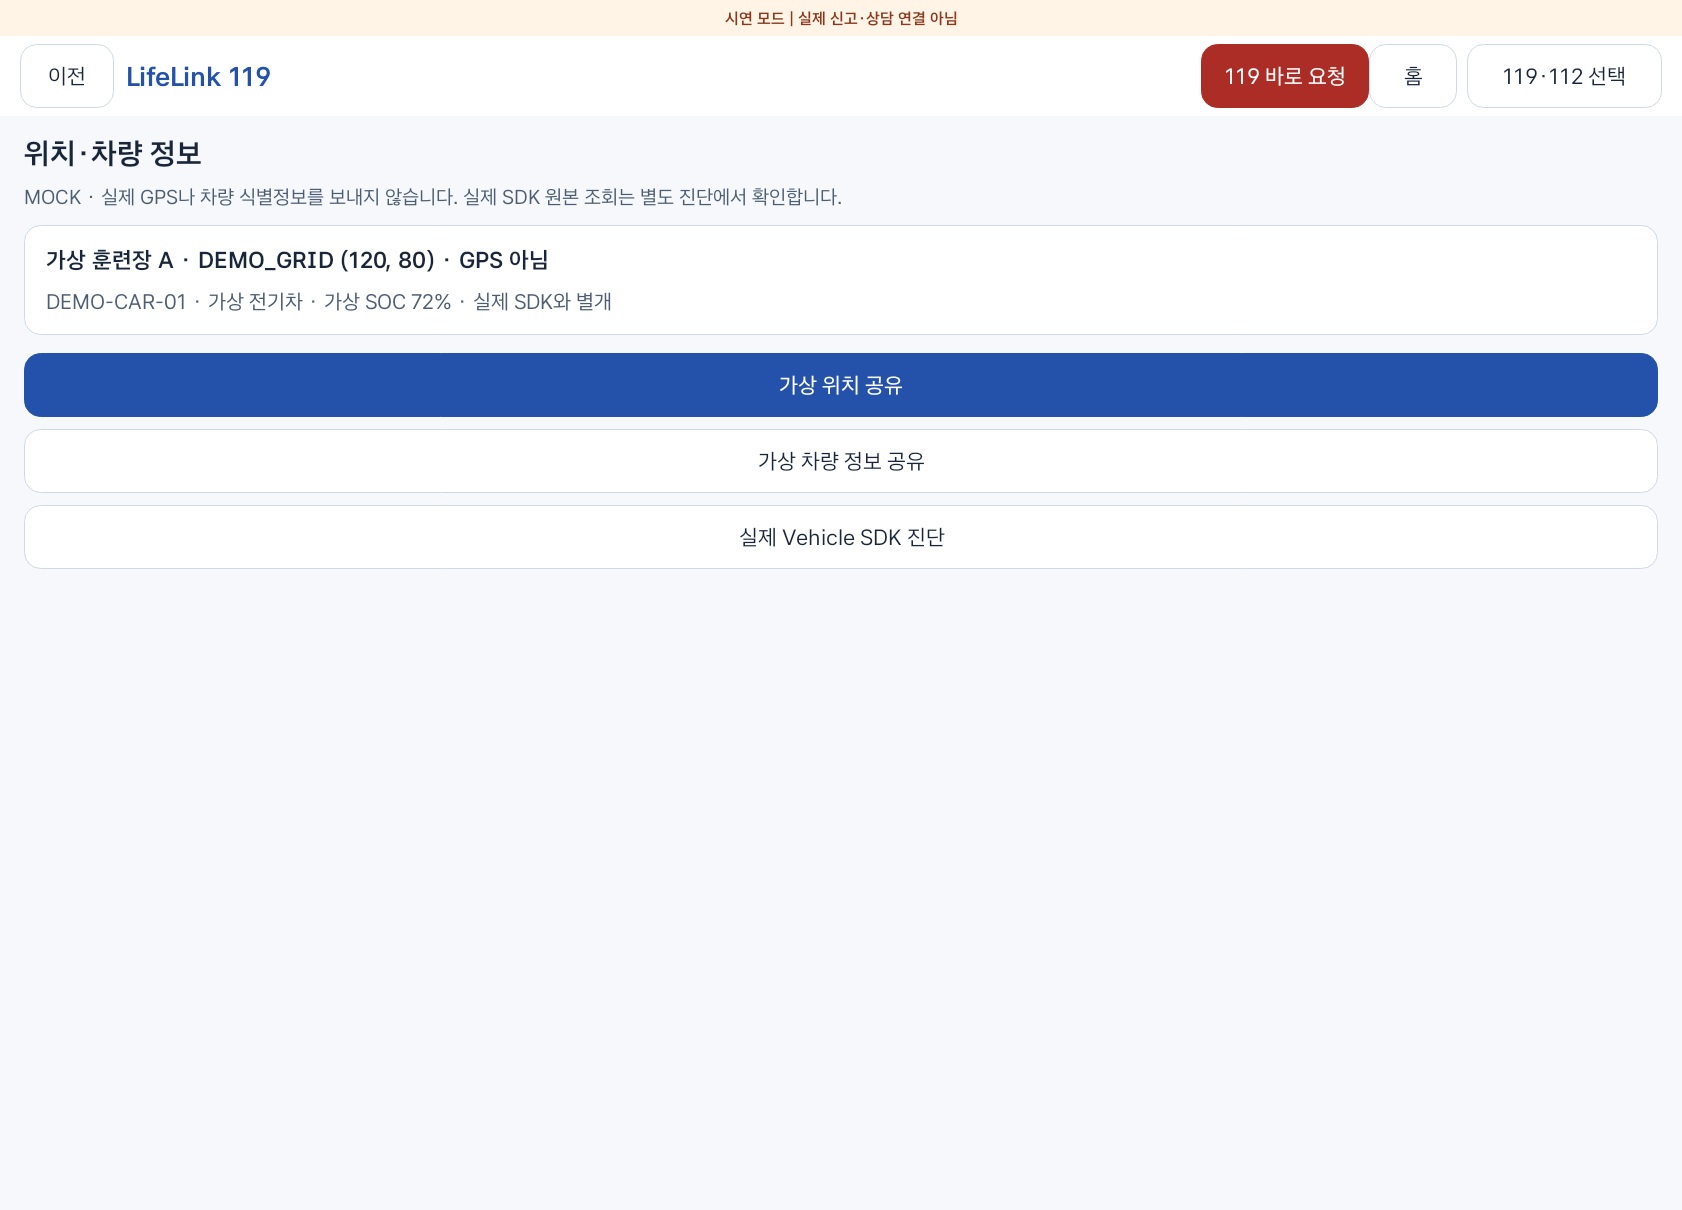 시연 모드 | 실제 신고·상담 연결 아님
이전
LifeLink 119
119 바로 요청
홈
119·112 선택
위치·차량 정보
MOCK · 실제 GPS나 차량 식별정보를 보내지 않습니다. 실제 SDK 원본 조회는 별도 진단에서 확인합니다.
가상 훈련장 A · DEMO_GRID (120, 80) · GPS 아님
DEMO-CAR-01 · 가상 전기차 · 가상 SOC 72% · 실제 SDK와 별개
가상 위치 공유
가상 차량 정보 공유
실제 Vehicle SDK 진단